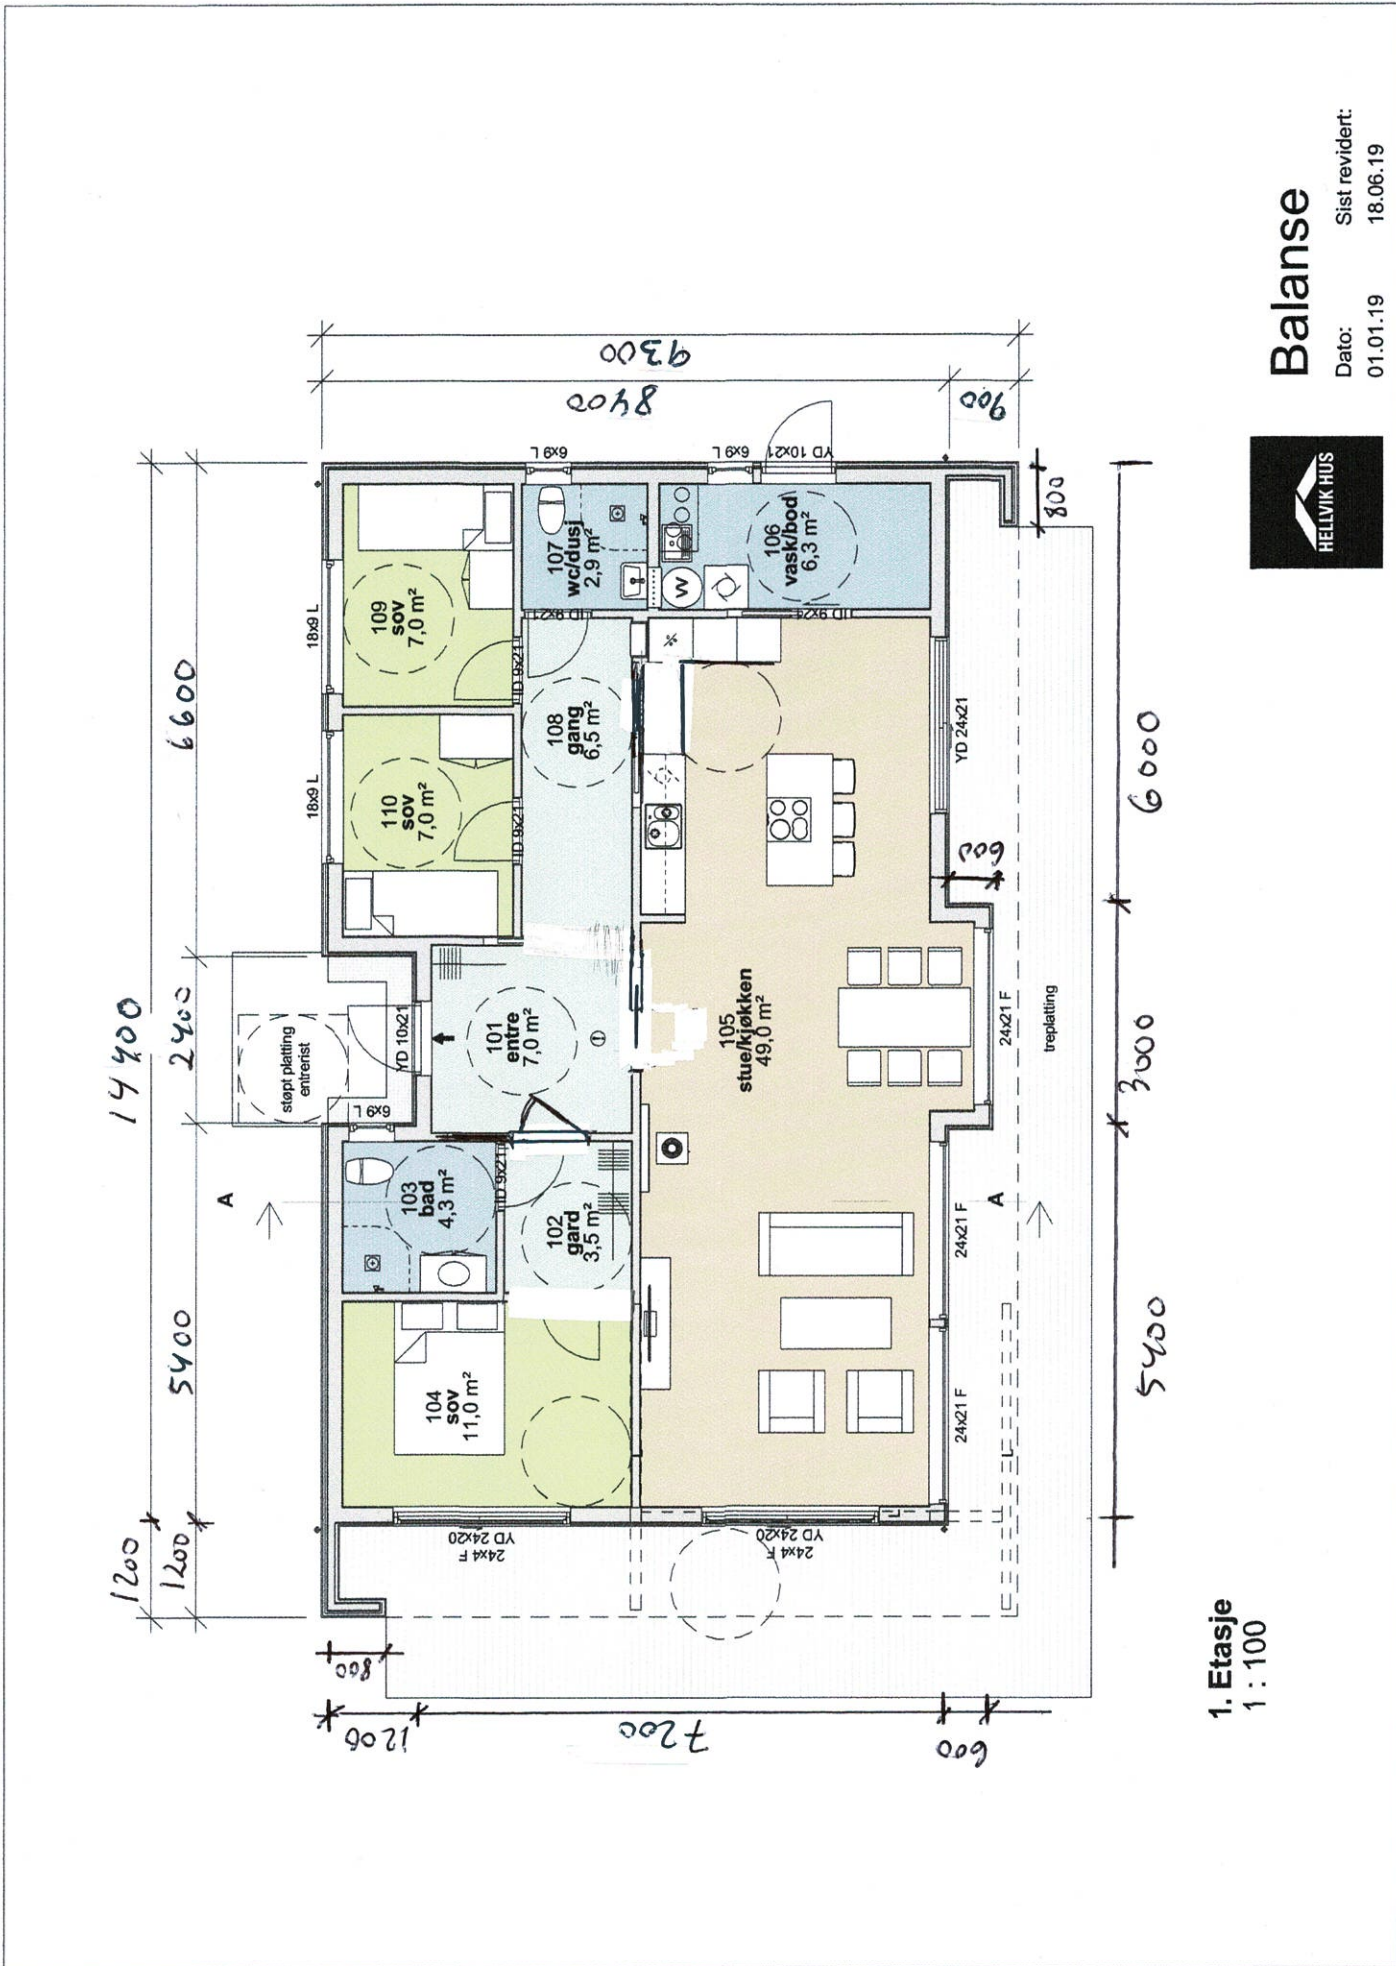 14400
1200
1200
5400
2400
6600
A
støpt platting
entrerist
18x9 L
18x9 L
6x9 L
YD 10x21
110
sov
7,0 m²
109
sov
7,0 m²
103
bad
4,3 m²
104
sov
11,0 m²
ID 9x21
ID 9x21
ID 9x21
ID 9x21
101
entre
7,0 m²
1
108
gang
6,5 m²
107
wc/dusj
2,9 m²
102
gard
3,5 m²
6x9 L
6x9 L
YD 10x21
VV
106
vask/bod
6,3 m²
ID 9x21
105
stue/kjøkken
49,0 m²
YD 24x20
24x4 F
YD 24x20
24x4 F
24x21 F
24x21 F
A
24x21 F
YD 24x21
treplatting
L
L
800
1200
7200
600
600
800
8400
900
9300
5400
3000
6000
1. Etasje
1 : 100
HELLVIK HUS
Balanse
Dato:
Sist revidert:
01.01.19
18.06.19